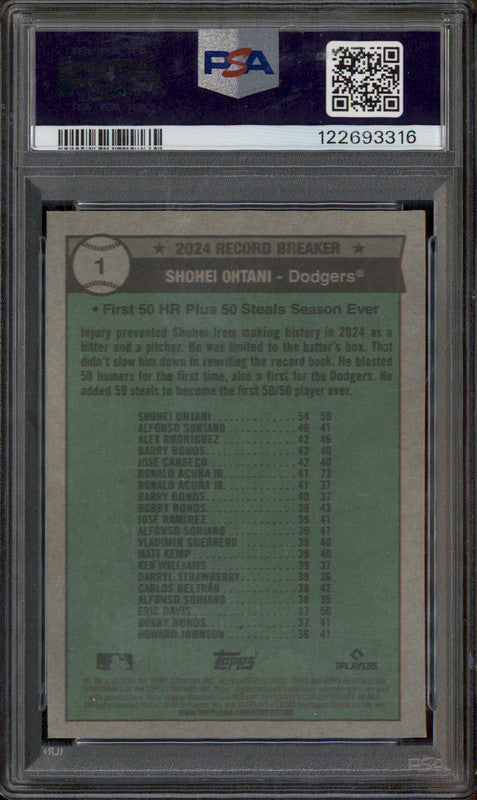 PSA
122693316
1
★ 2024 RECORD BREAKER ★
SHOHEI OHTANI - Dodgers®
• First 50 HR Plus 50 Steals Season Ever
Injury prevented Shohei from making history in 2024 as a
hitter and a pitcher. He was limited to the batter's box. That
didn't slow him down in rewriting the record book. He blasted
50 homers for the first time, also a first for the Dodgers. He
added 59 steals to become the first 50/50 player ever.
SHOHEI OHTANI 54 59
ALFONSO SORIANO 46 41
ALEX RODRIGUEZ 42 46
BARRY BONDS 42 40
JOSE CANSECO 42 40
RONALD ACUÑA JR. 41 73
RONALD ACUÑA JR. 41 37
BARRY BONDS 40 37
BOBBY BONDS 39 43
JOSÉ RAMÍREZ 39 41
ALFONSO SORIANO 39 41
VLADIMIR GUERRERO 39 40
MATT KEMP 39 40
KEN WILLIAMS 39 37
DARRYL STRAWBERRY 39 36
CARLOS BELTRÁN 38 42
ALFONSO SORIANO 38 35
ERIC DAVIS 37 50
BOBBY BONDS 37 41
HOWARD JOHNSON 36 41
Topps
PLAYERS
PSA